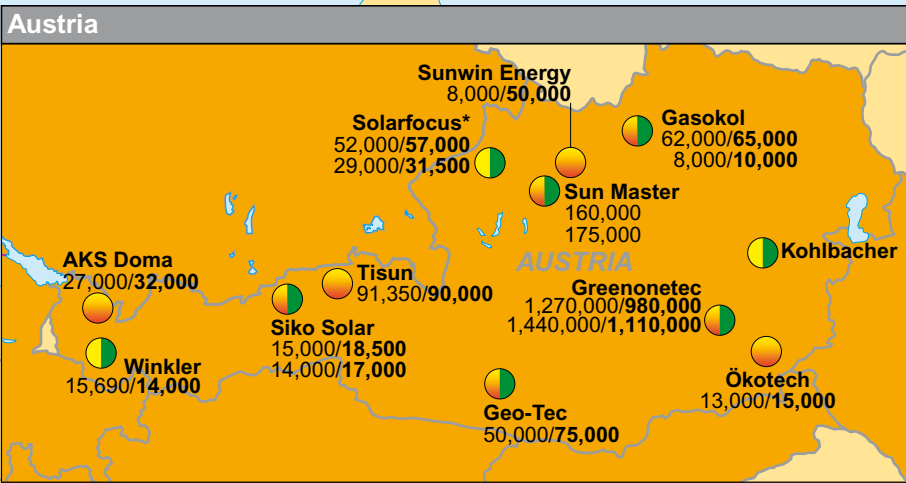 Austria
Sunwin Energy
8,000/50,000
Solarfocus*
52,000/57,000
29,000/31,500
Gasokol
62,000/65,000
8,000/10,000
Sun Master
160,000
175,000
AUSTRIA
Kohlbacher
AKS Doma
27,000/32,000
Tisun
91,350/90,000
Greenonetec
1,270,000/980,000
1,440,000/1,110,000
Siko Solar
15,000/18,500
14,000/17,000
Winkler
15,690/14,000
Ökotech
13,000/15,000
Geo-Tec
50,000/75,000